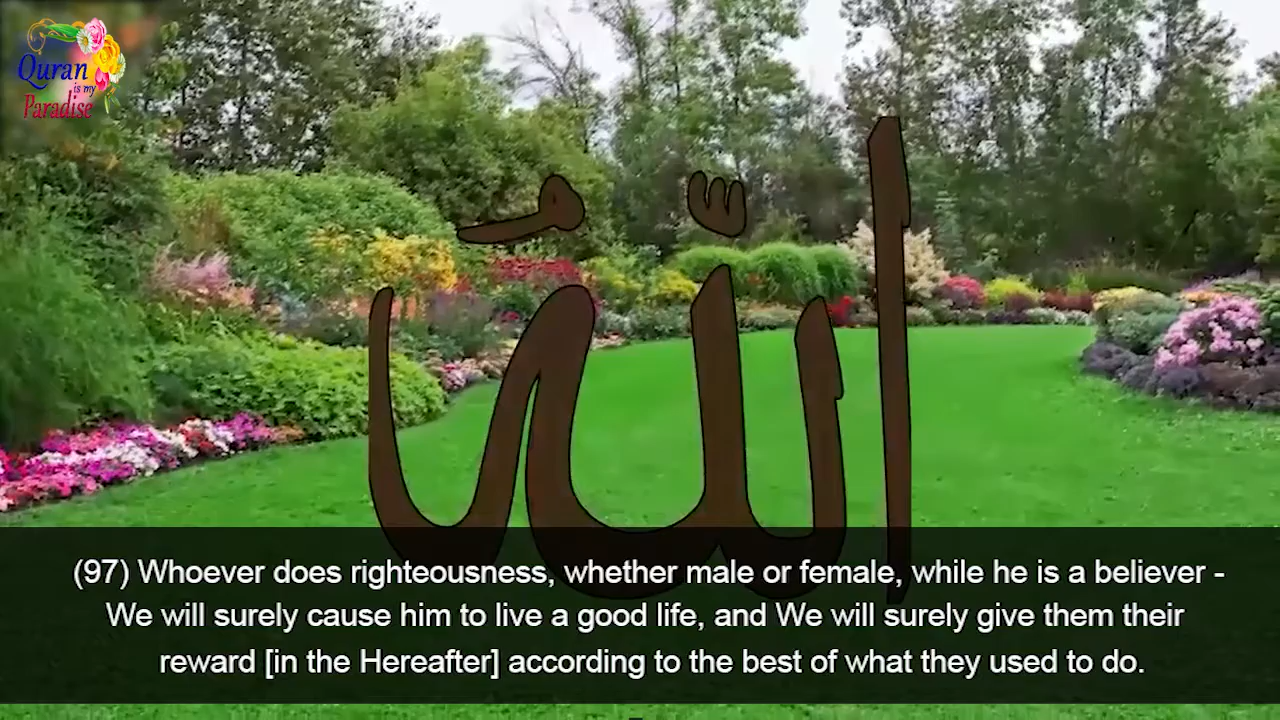 Quran
is my
Paradise
الله
(97) Whoever does righteousness, whether male or female, while he is a believer -
We will surely cause him to live a good life, and We will surely give them their
reward [in the Hereafter] according to the best of what they used to do.